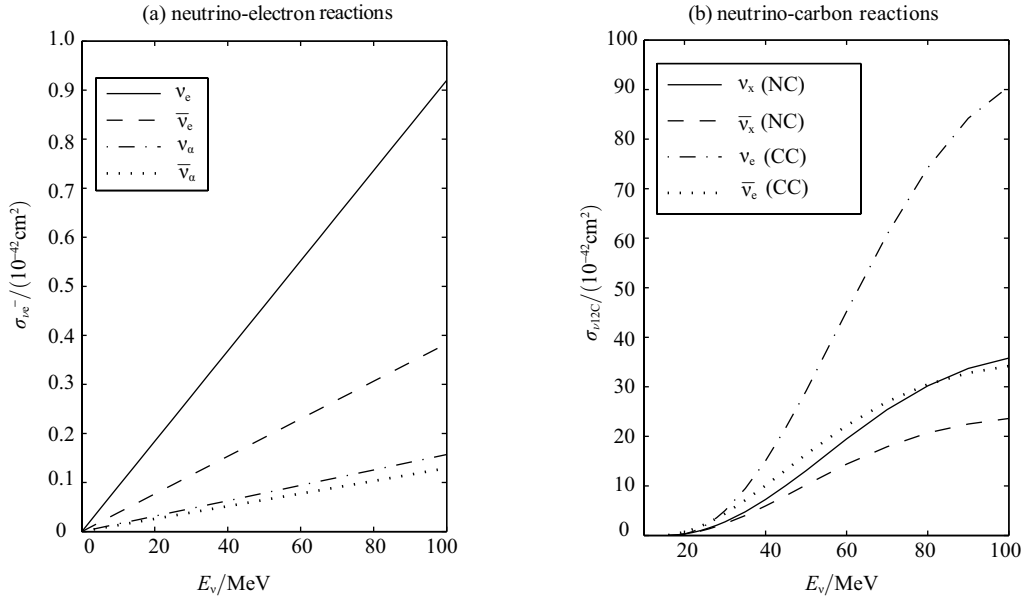 (a) neutrino-electron reactions
1.0
0.9
0.8
0.7
0.6
0.5
0.4
0.3
0.2
0.1
0
σνe⁻/(10⁻⁴²cm²)
νe
ν̄e
να
ν̄α
0 20 40 60 80 100
Eν/MeV
(b) neutrino-carbon reactions
100
90
80
70
60
50
40
30
20
10
0
σν12C/(10⁻⁴²cm²)
νx (NC)
ν̄x (NC)
νe (CC)
ν̄e (CC)
20 40 60 80 100
Eν/MeV